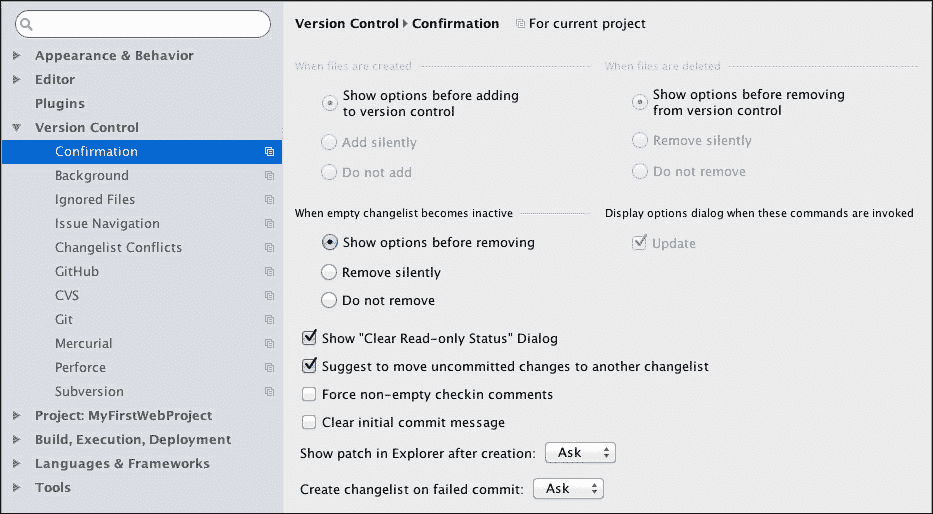 Appearance & Behavior
Editor
Plugins
Version Control
Confirmation
Background
Ignored Files
Issue Navigation
Changelist Conflicts
GitHub
CVS
Git
Mercurial
Perforce
Subversion
Project: MyFirstWebProject
Build, Execution, Deployment
Languages & Frameworks
Tools
Version Control Confirmation
For current project
When files are created
Show options before adding
to version control
Add silently
Do not add
When files are deleted
Show options before removing
from version control
Remove silently
Do not remove
When empty changelist becomes inactive
Show options before removing
Remove silently
Do not remove
Display options dialog when these commands are invoked
Update
Show "Clear Read-only Status" Dialog
Suggest to move uncommitted changes to another changelist
Force non-empty checkin comments
Clear initial commit message
Show patch in Explorer after creation: Ask
Create changelist on failed commit: Ask